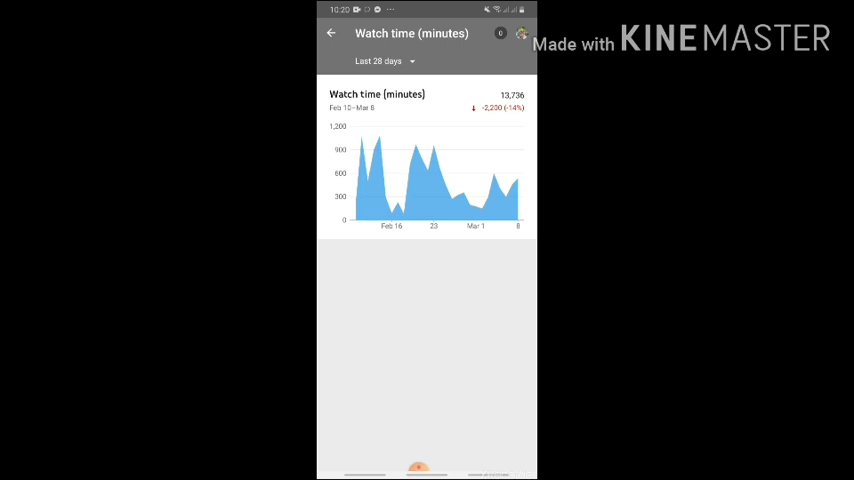 10:20
Watch time (minutes)
0
Made with KINEMASTER
Last 28 days
Watch time (minutes) 13,736
Feb 10–Mar 8 -2,200 (-14%)
1,200
900
600
300
0
Feb 16 23 Mar 1 8